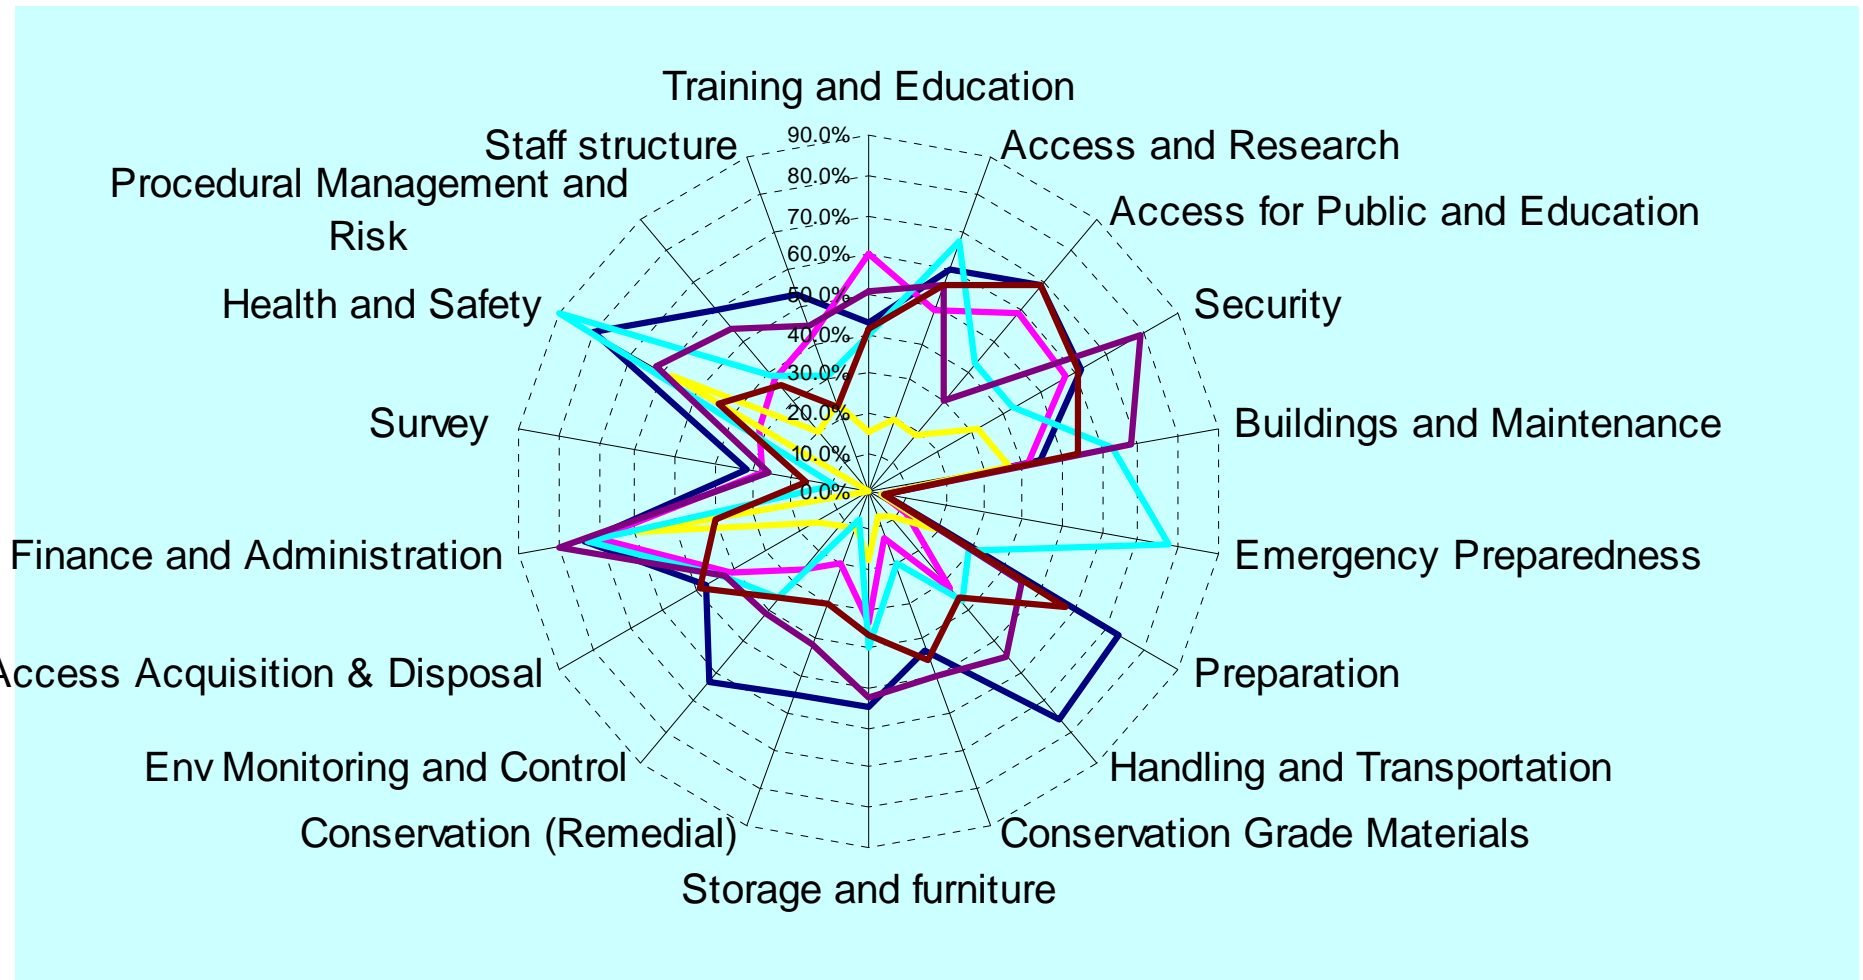 Training and Education
Staff structure
Access and Research
Procedural Management and
Risk
Access for Public and Education
Health and Safety
Security
Survey
Buildings and Maintenance
Finance and Administration
Emergency Preparedness
Access Acquisition & Disposal
Preparation
Env Monitoring and Control
Handling and Transportation
Conservation (Remedial)
Conservation Grade Materials
Storage and furniture
90.0%
80.0%
70.0%
60.0%
50.0%
40.0%
30.0%
20.0%
10.0%
0.0%